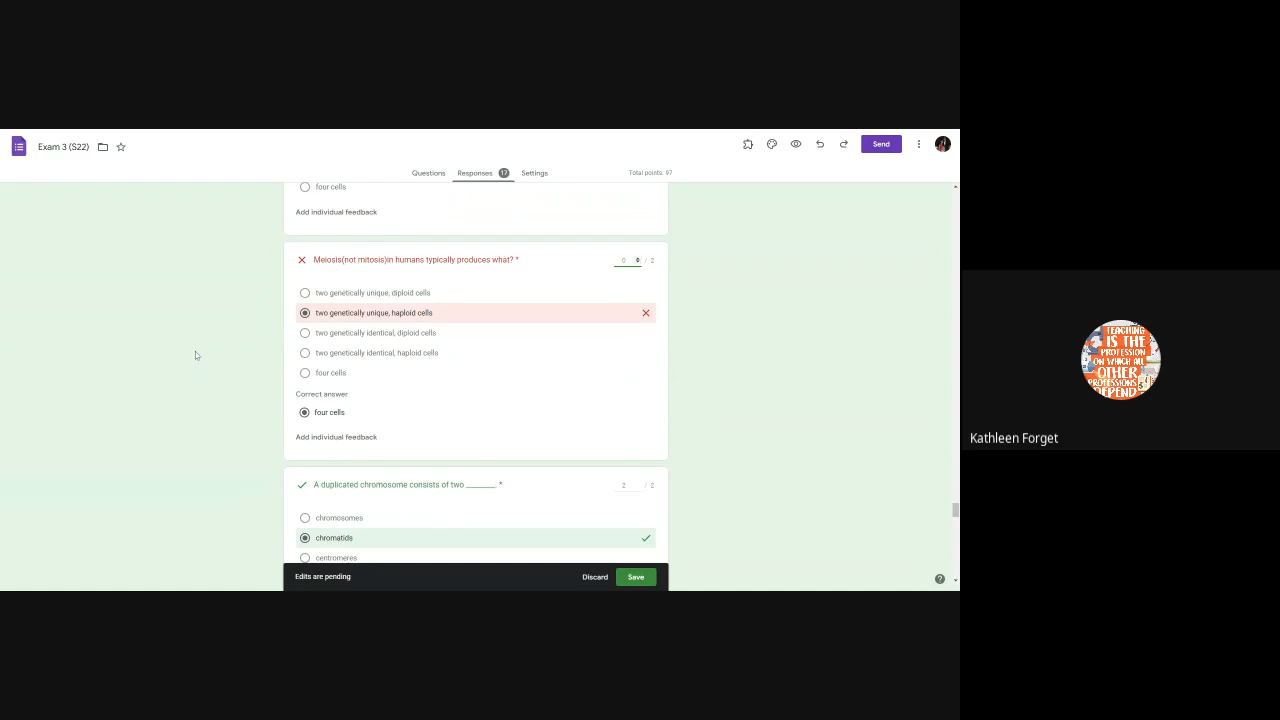 Exam 3 (S22)
Send
Questions
Responses 17
Settings
Total points: 97
four cells
Add individual feedback
Meiosis(not mitosis)in humans typically produces what? *
0 / 2
two genetically unique, diploid cells
two genetically unique, haploid cells
two genetically identical, diploid cells
two genetically identical, haploid cells
four cells
Correct answer
four cells
Add individual feedback
A duplicated chromosome consists of two _______. *
2 / 2
chromosomes
chromatids
centromeres
Edits are pending
Discard
Save
TEACHING
IS THE
PROFESSION
ON WHICH ALL
OTHER
PROFESSIONS
DEPEND
Kathleen Forget